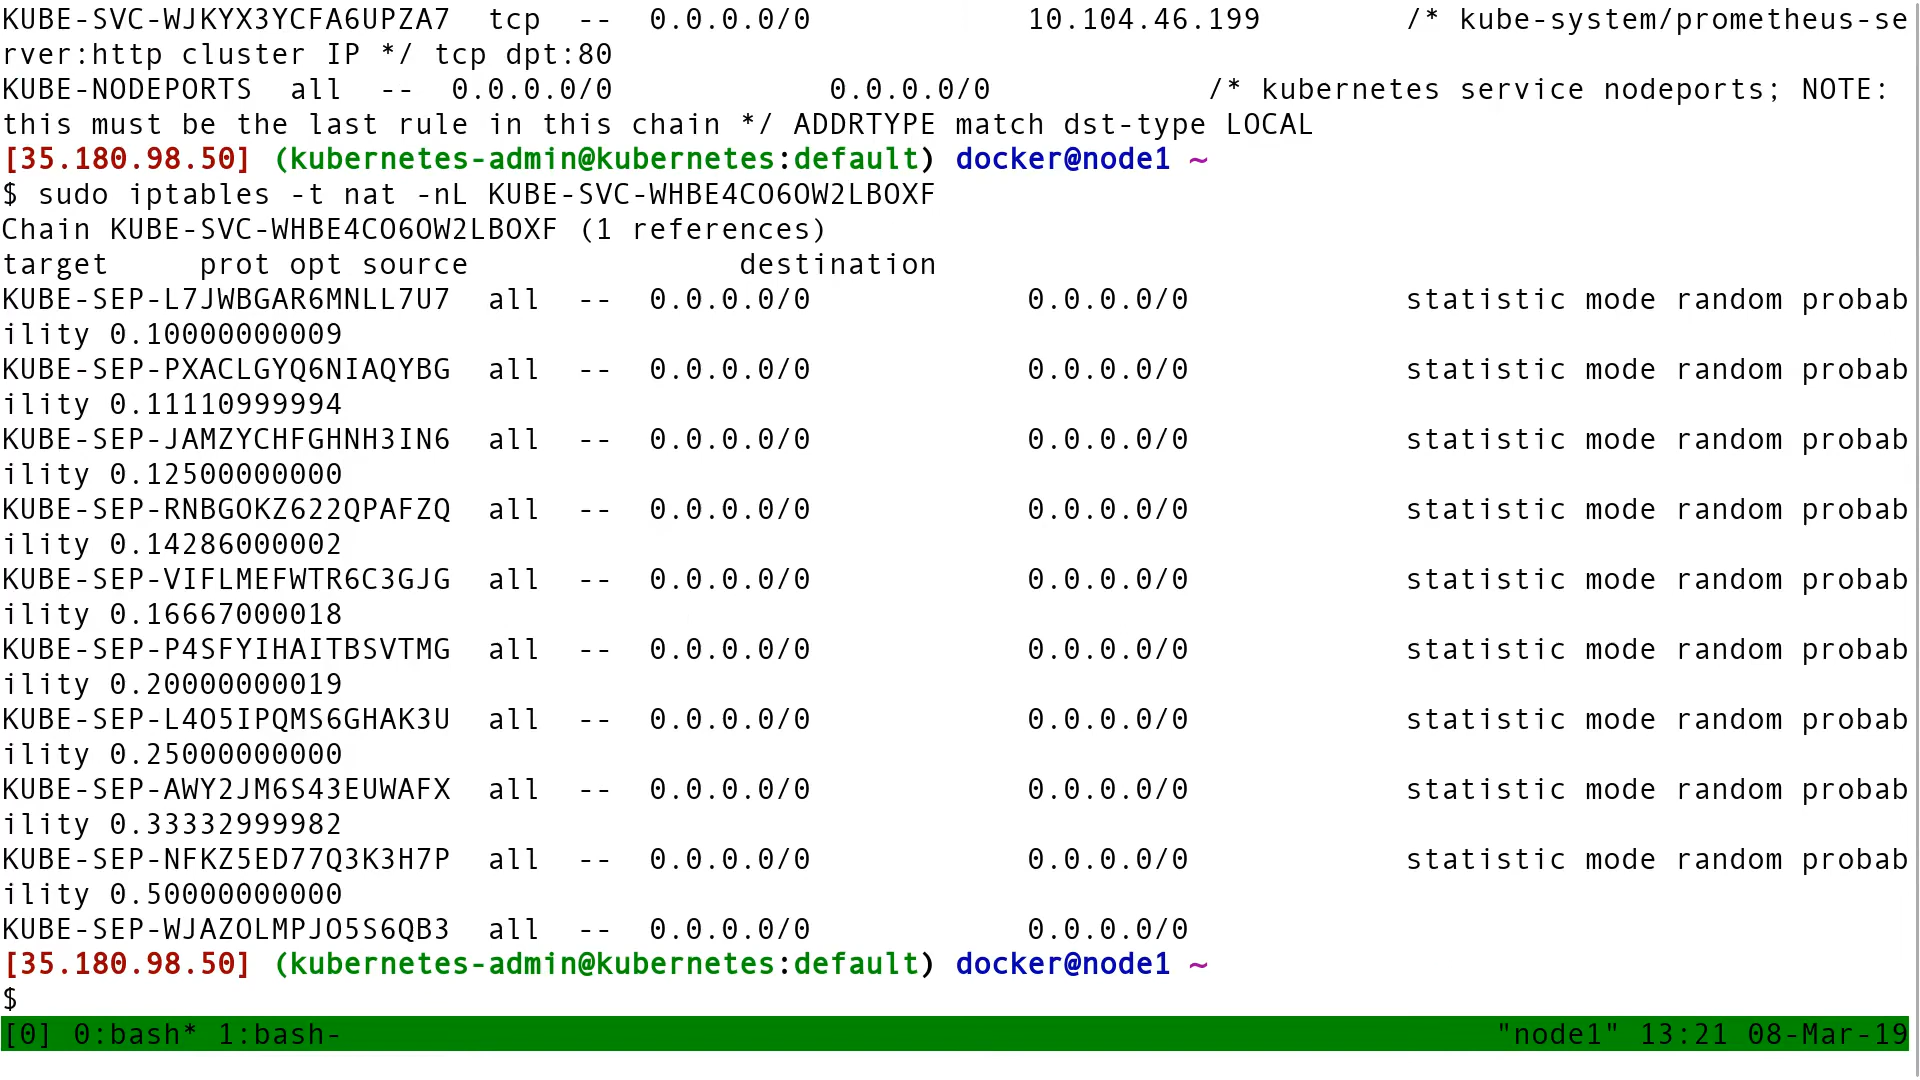 KUBE-SVC-WJKYX3YCFA6UPZA7  tcp  --  0.0.0.0/0            10.104.46.199        /* kube-system/prometheus-se
rver:http cluster IP */ tcp dpt:80
KUBE-NODEPORTS  all  --  0.0.0.0/0            0.0.0.0/0            /* kubernetes service nodeports; NOTE:
this must be the last rule in this chain */ ADDRTYPE match dst-type LOCAL
[35.180.98.50] (kubernetes-admin@kubernetes:default) docker@node1 ~
$ sudo iptables -t nat -nL KUBE-SVC-WHBE4CO6OW2LBOXF
Chain KUBE-SVC-WHBE4CO6OW2LBOXF (1 references)
target     prot opt source               destination
KUBE-SEP-L7JWBGAR6MNLL7U7  all  --  0.0.0.0/0            0.0.0.0/0            statistic mode random probab
ility 0.10000000009
KUBE-SEP-PXACLGYQ6NIAQYBG  all  --  0.0.0.0/0            0.0.0.0/0            statistic mode random probab
ility 0.11110999994
KUBE-SEP-JAMZYCHFGHNH3IN6  all  --  0.0.0.0/0            0.0.0.0/0            statistic mode random probab
ility 0.12500000000
KUBE-SEP-RNBGOKZ622QPAFZQ  all  --  0.0.0.0/0            0.0.0.0/0            statistic mode random probab
ility 0.14286000002
KUBE-SEP-VIFLMEFWTR6C3GJG  all  --  0.0.0.0/0            0.0.0.0/0            statistic mode random probab
ility 0.16667000018
KUBE-SEP-P4SFYIHAITBSVTMG  all  --  0.0.0.0/0            0.0.0.0/0            statistic mode random probab
ility 0.20000000019
KUBE-SEP-L4O5IPQMS6GHAK3U  all  --  0.0.0.0/0            0.0.0.0/0            statistic mode random probab
ility 0.25000000000
KUBE-SEP-AWY2JM6S43EUWAFX  all  --  0.0.0.0/0            0.0.0.0/0            statistic mode random probab
ility 0.33332999982
KUBE-SEP-NFKZ5ED77Q3K3H7P  all  --  0.0.0.0/0            0.0.0.0/0            statistic mode random probab
ility 0.50000000000
KUBE-SEP-WJAZOLMPJO5S6QB3  all  --  0.0.0.0/0            0.0.0.0/0
[35.180.98.50] (kubernetes-admin@kubernetes:default) docker@node1 ~
$
[0] 0:bash* 1:bash- "node1" 13:21 08-Mar-19